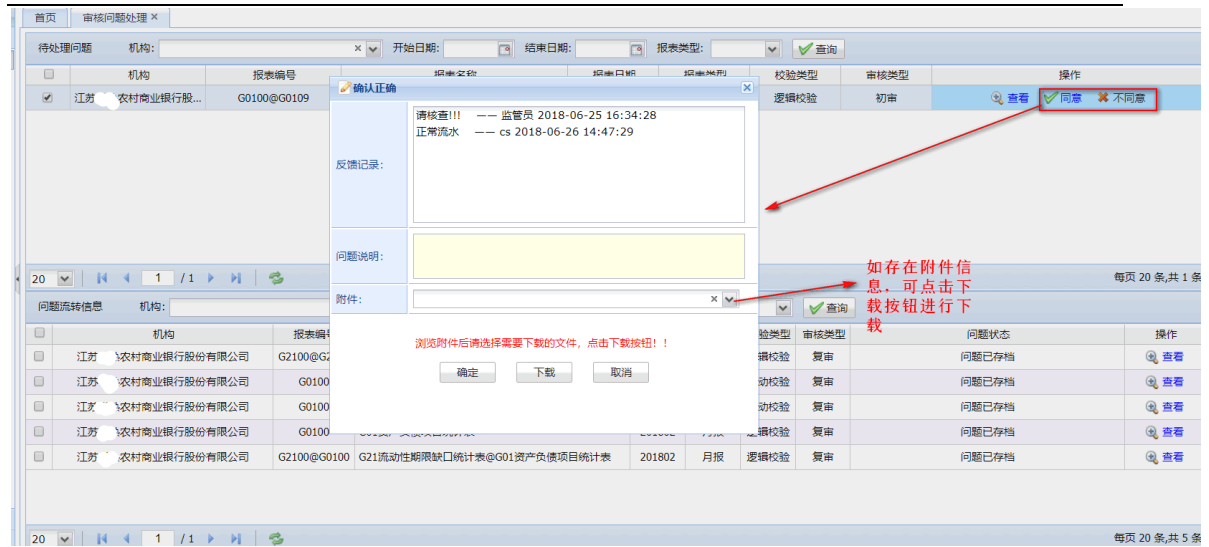 首页 审核问题处理 ×
待处理问题 机构: × 开始日期: 结束日期: 报表类型: 查询
机构 报表编号 报表名称 报表日期 报表类型 校验类型 审核类型 操作
江苏 农村商业银行股... G0100@G0109 逻辑校验 初审 查看 同意 不同意
确认正确
反馈记录:
请核查!!! —— 监管员 2018-06-25 16:34:28
正常流水 —— cs 2018-06-26 14:47:29
问题说明:
附件: ×
浏览附件后请选择需要下载的文件，点击下载按钮！！
确定 下载 取消
如存在附件信
息，可点击下
载按钮进行下
载
20 1 / 1 每页 20 条,共 1 条
问题流转信息 机构: 查询
机构 报表编号 验类型 审核类型 问题状态 操作
江苏 农村商业银行股份有限公司 G2100@G2 辑校验 复审 问题已存档 查看
江苏 农村商业银行股份有限公司 G0100 动校验 复审 问题已存档 查看
江苏 农村商业银行股份有限公司 G0100 动校验 复审 问题已存档 查看
江苏 农村商业银行股份有限公司 G0100 201802 月报 逻辑校验 复审 问题已存档 查看
江苏 农村商业银行股份有限公司 G2100@G0100 G21流动性期限缺口统计表@G01资产负债项目统计表 201802 月报 逻辑校验 复审 问题已存档 查看
20 1 / 1 每页 20 条,共 5 条